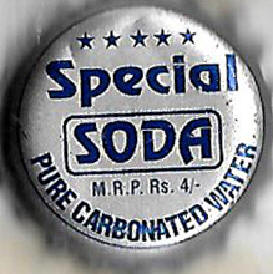 ★★★★★
Special
SODA
M.R.P. Rs. 4/-
PURE CARBONATED WATER